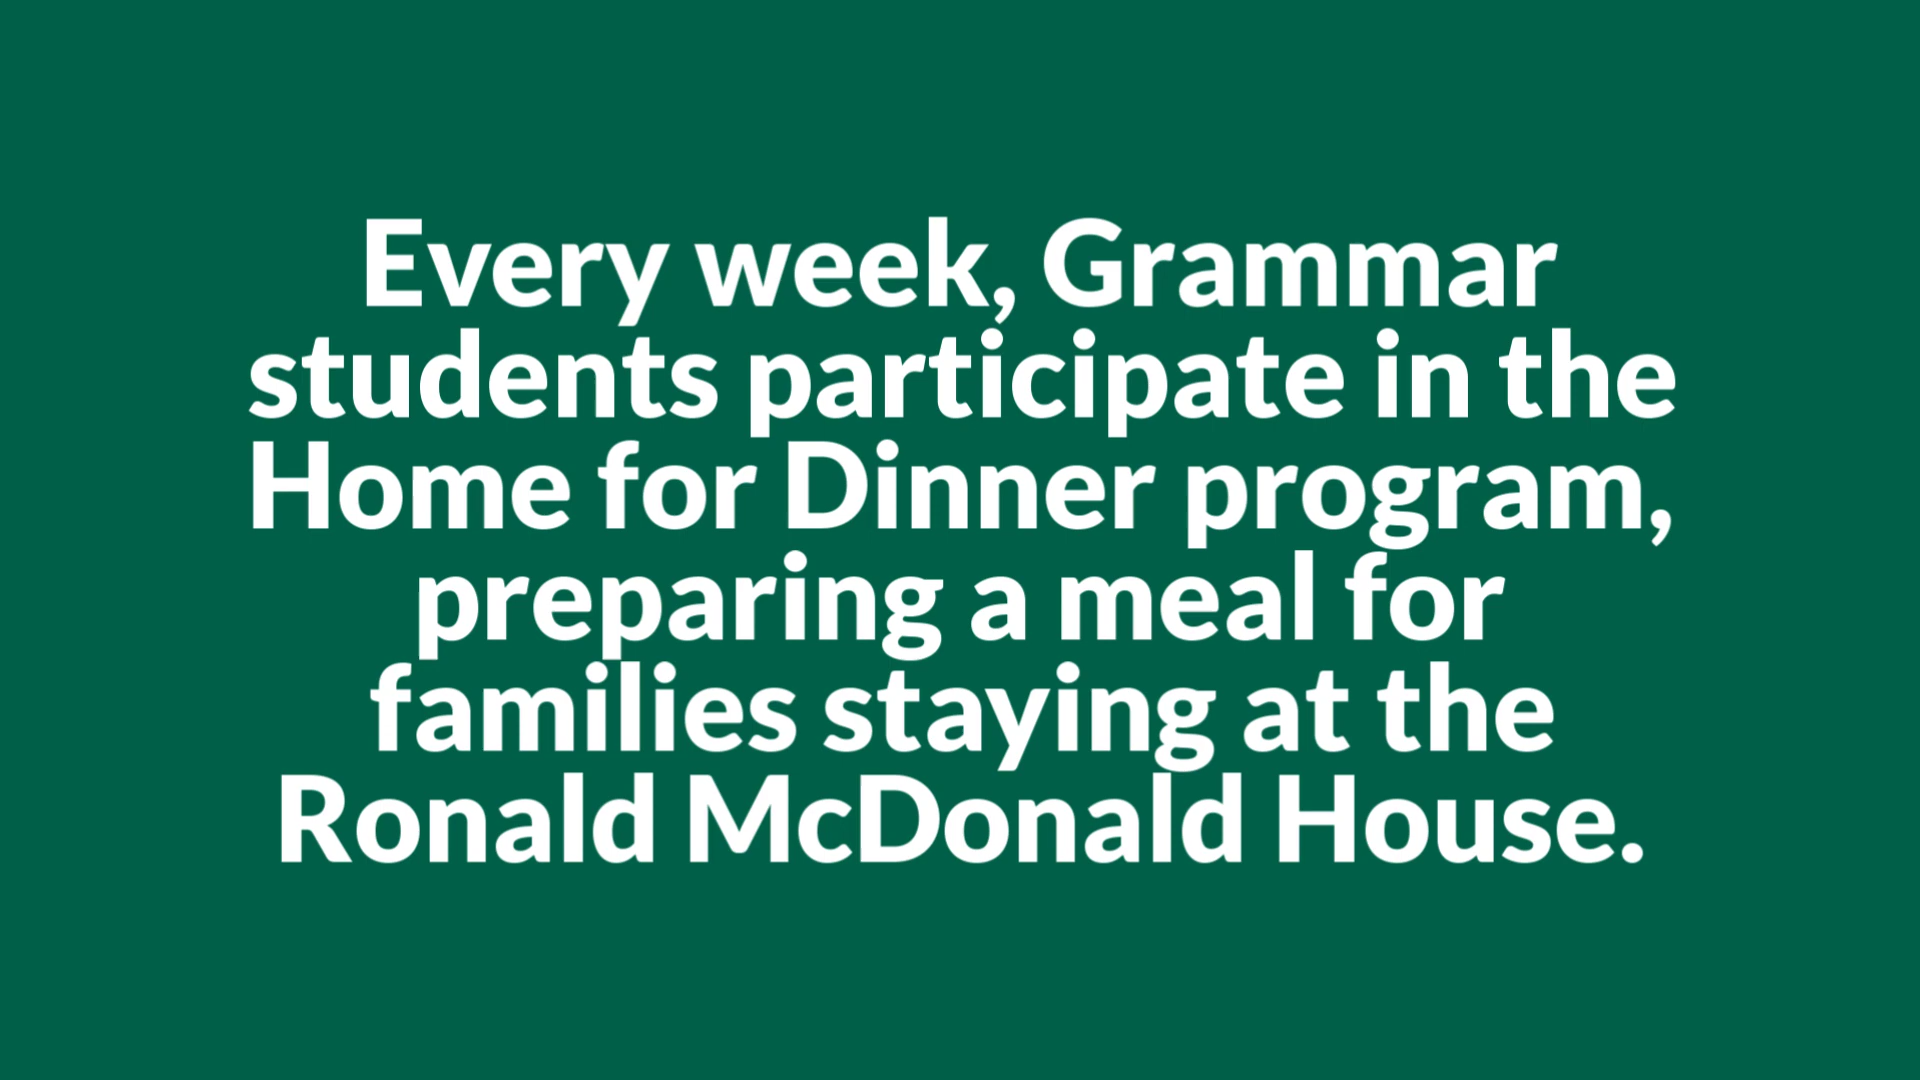 Every week, Grammar
students participate in the
Home for Dinner program,
preparing a meal for
families staying at the
Ronald McDonald House.